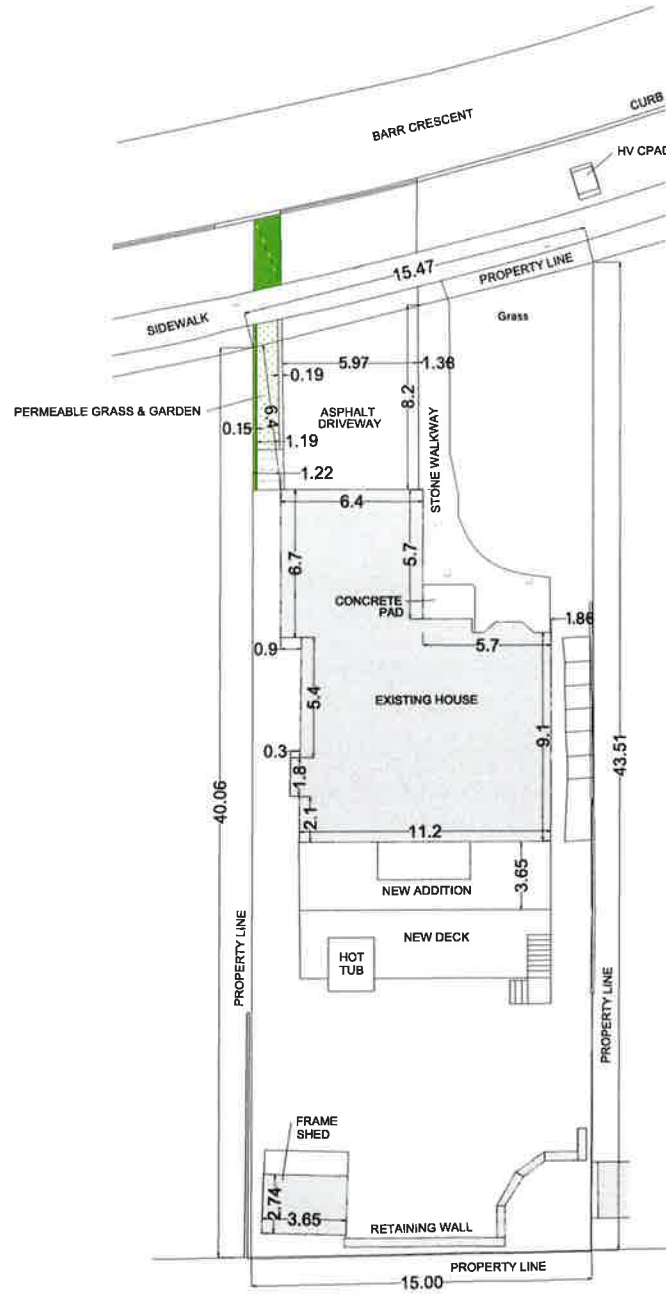 BARR CRESCENT
CURB
HV CPAD
15.47
PROPERTY LINE
SIDEWALK
Grass
5.97
1.38
0.19
8.2
PERMEABLE GRASS & GARDEN
6.4
ASPHALT
DRIVEWAY
0.15
1.19
STONE WALKWAY
1.22
6.4
6.7
5.7
CONCRETE
PAD
1.86
0.9
5.7
5.4
EXISTING HOUSE
9.1
43.51
0.3
1.8
40.06
2.1
11.2
3.65
NEW ADDITION
PROPERTY LINE
NEW DECK
HOT
TUB
PROPERTY LINE
FRAME
SHED
2.74
3.65
RETAINING WALL
PROPERTY LINE
15.00